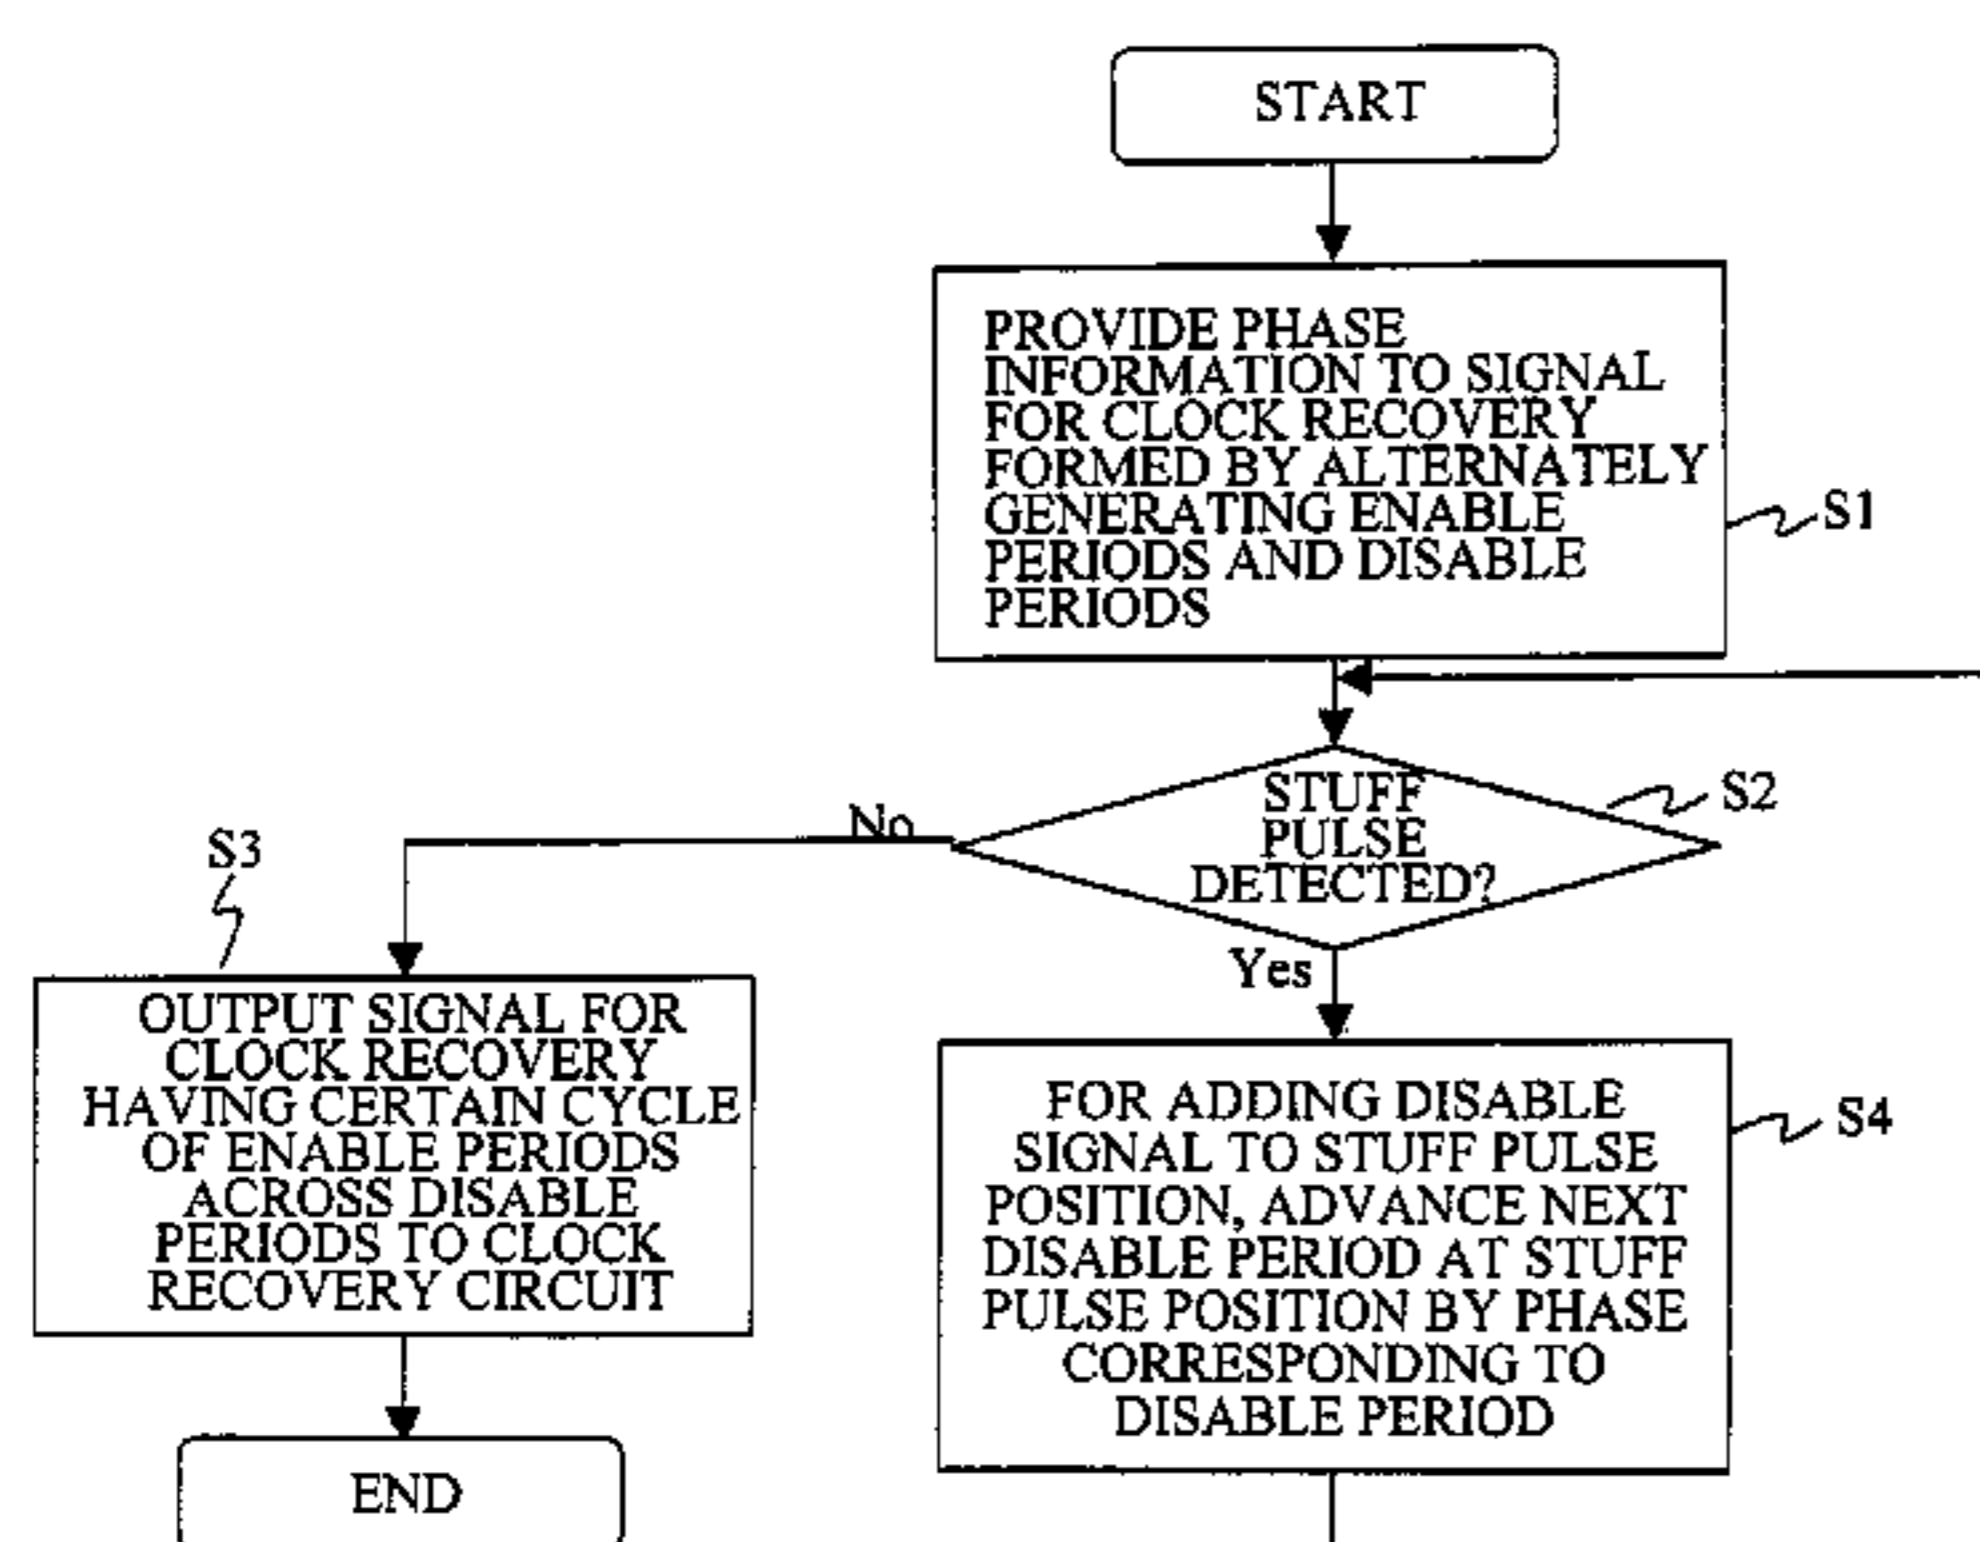 START
PROVIDE PHASE
INFORMATION TO SIGNAL
FOR CLOCK RECOVERY
FORMED BY ALTERNATELY
GENERATING ENABLE
PERIODS AND DISABLE
PERIODS
S1
STUFF
PULSE
DETECTED?
S2
No
Yes
S3
OUTPUT SIGNAL FOR
CLOCK RECOVERY
HAVING CERTAIN CYCLE
OF ENABLE PERIODS
ACROSS DISABLE
PERIODS TO CLOCK
RECOVERY CIRCUIT
FOR ADDING DISABLE
SIGNAL TO STUFF PULSE
POSITION, ADVANCE NEXT
DISABLE PERIOD AT STUFF
PULSE POSITION BY PHASE
CORRESPONDING TO
DISABLE PERIOD
S4
END